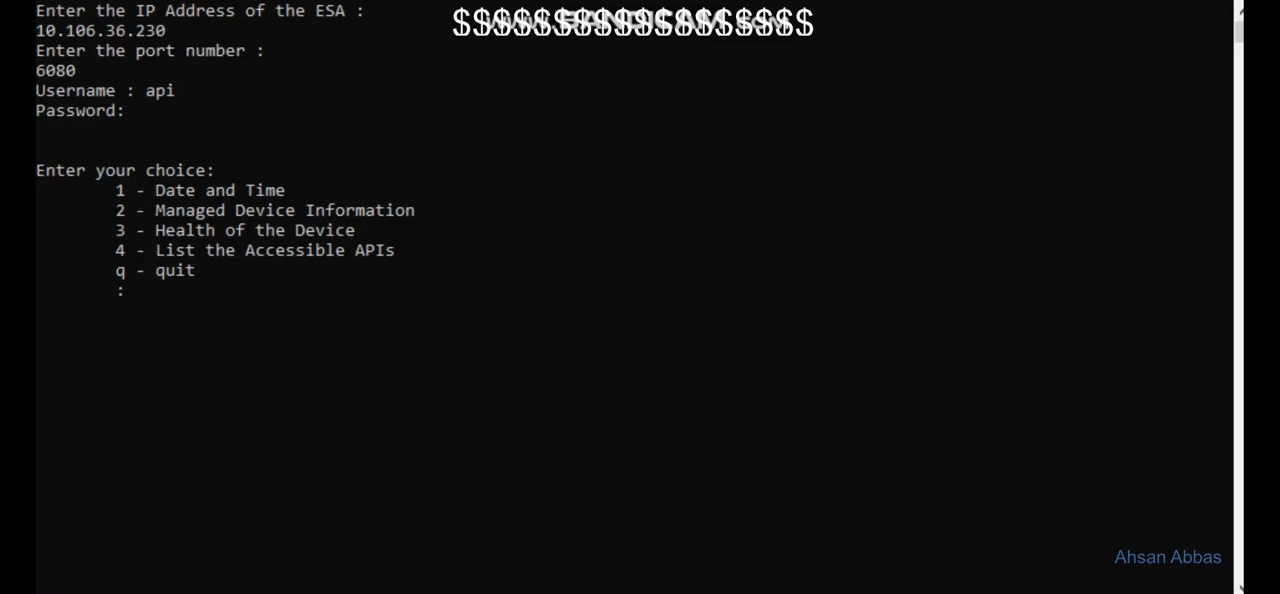 Enter the IP Address of the ESA :
$$$$$$$$$$$$$$$$$$
10.106.36.230
Enter the port number :
6080
Username : api
Password:
Enter your choice:
1 - Date and Time
2 - Managed Device Information
3 - Health of the Device
4 - List the Accessible APIs
q - quit
:
Ahsan Abbas